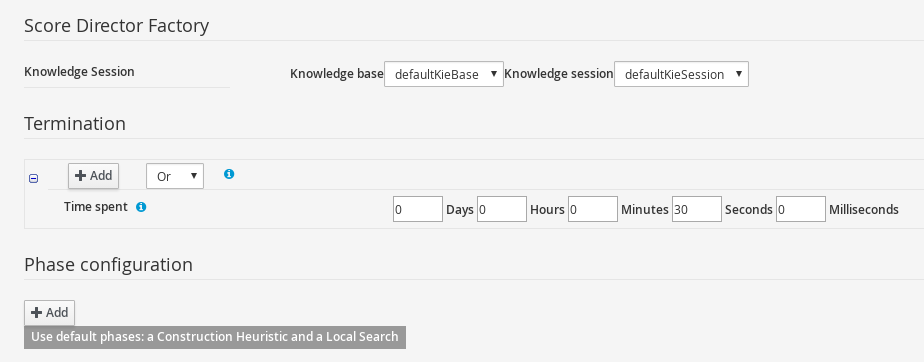 Score Director Factory
Knowledge Session Knowledge base defaultKieBase Knowledge session defaultKieSession
Termination
Add Or
Time spent 0 Days 0 Hours 0 Minutes 30 Seconds 0 Milliseconds
Phase configuration
Add
Use default phases: a Construction Heuristic and a Local Search